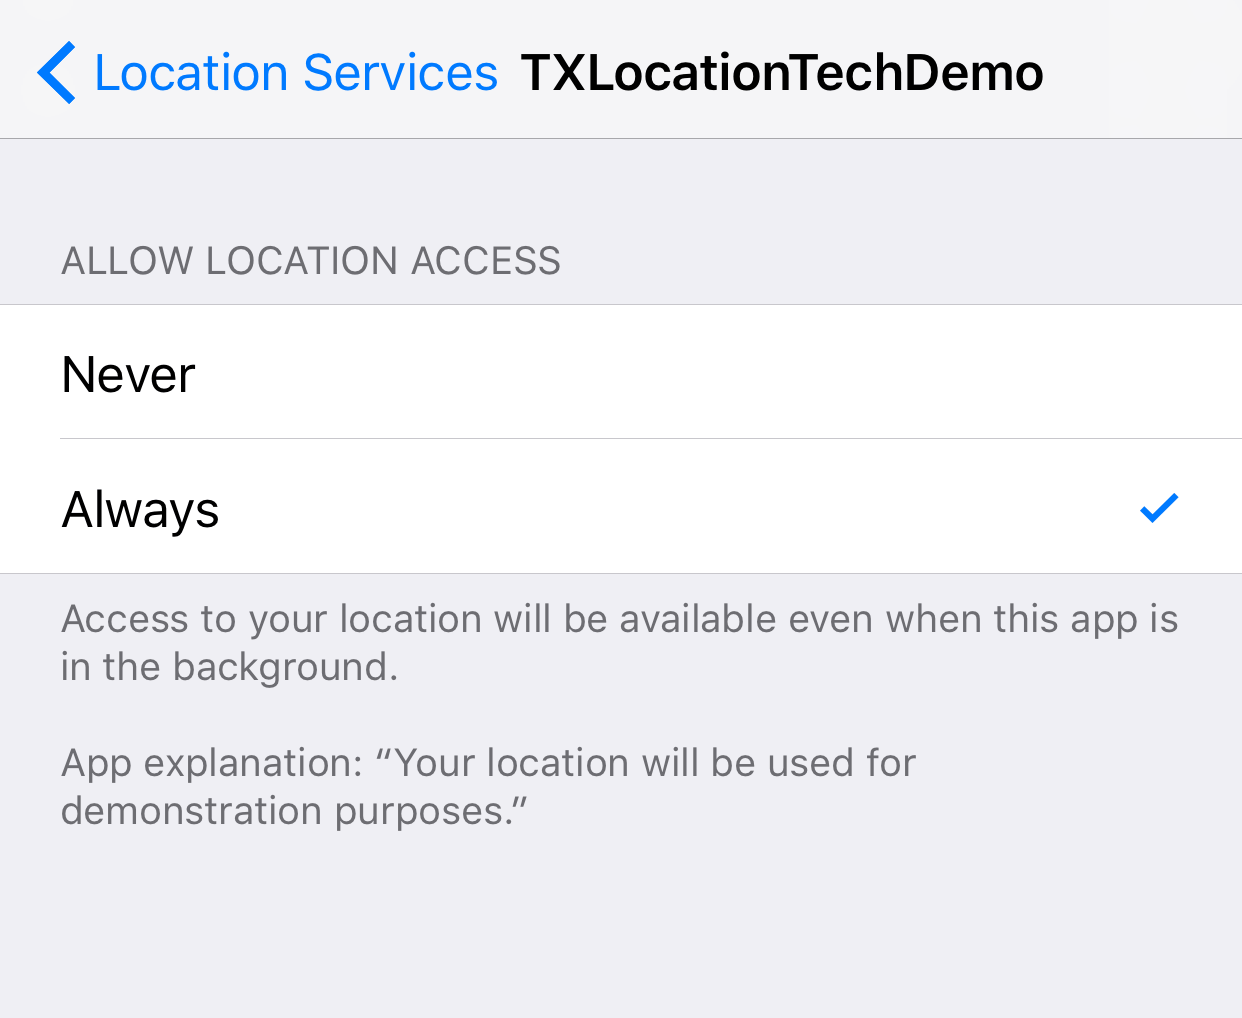 Location Services TXLocationTechDemo
ALLOW LOCATION ACCESS
Never
Always
Access to your location will be available even when this app is
in the background.
App explanation: “Your location will be used for
demonstration purposes.”